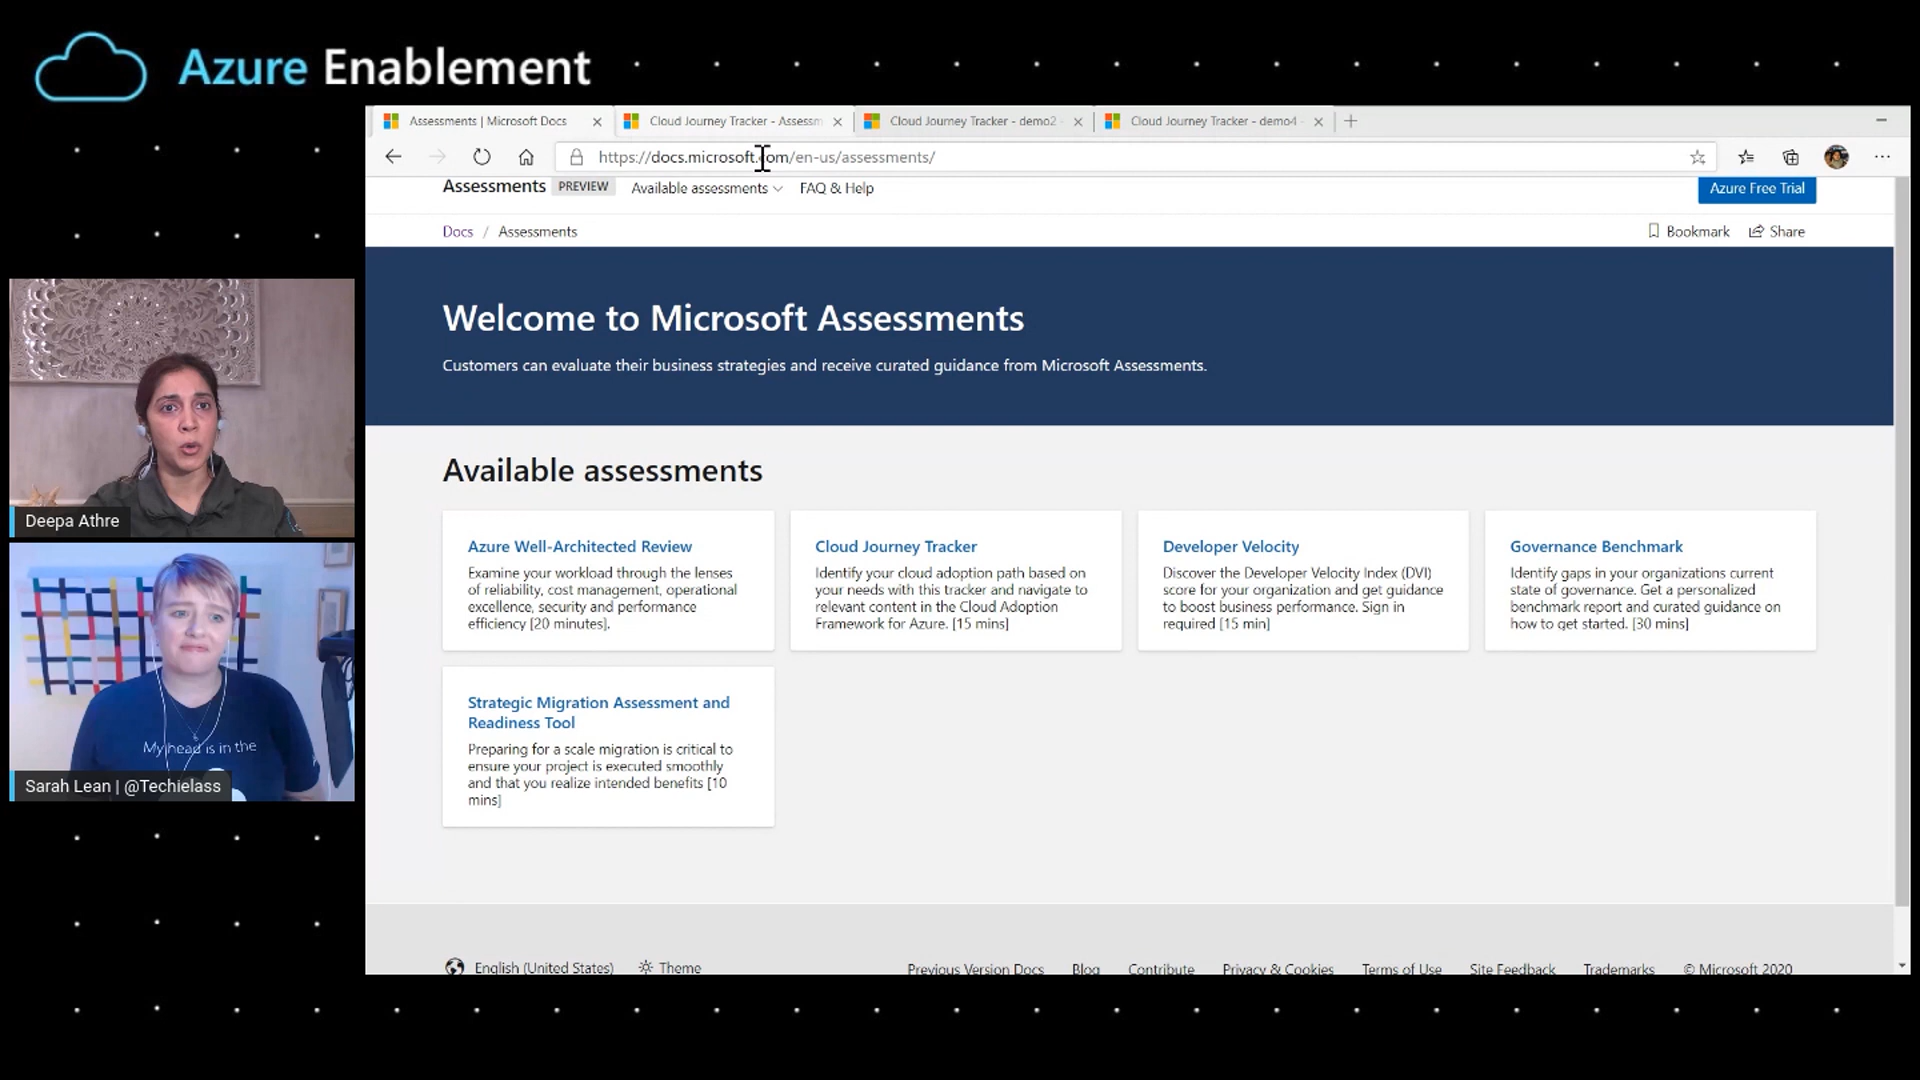 Azure Enablement
Assessments | Microsoft Docs
Cloud Journey Tracker - Assessm
Cloud Journey Tracker - demo2
Cloud Journey Tracker - demo4
https://docs.microsoft.com/en-us/assessments/
Assessments PREVIEW Available assessments FAQ & Help
Azure Free Trial
Docs / Assessments
Bookmark Share
Welcome to Microsoft Assessments
Customers can evaluate their business strategies and receive curated guidance from Microsoft Assessments.
Available assessments
Azure Well-Architected Review
Examine your workload through the lenses
of reliability, cost management, operational
excellence, security and performance
efficiency [20 minutes].
Cloud Journey Tracker
Identify your cloud adoption path based on
your needs with this tracker and navigate to
relevant content in the Cloud Adoption
Framework for Azure. [15 mins]
Developer Velocity
Discover the Developer Velocity Index (DVI)
score for your organization and get guidance
to boost business performance. Sign in
required [15 min]
Governance Benchmark
Identify gaps in your organizations current
state of governance. Get a personalized
benchmark report and curated guidance on
how to get started. [30 mins]
Strategic Migration Assessment and
Readiness Tool
Preparing for a scale migration is critical to
ensure your project is executed smoothly
and that you realize intended benefits [10
mins]
English (United States) Theme
Previous Version Docs Blog Contribute Privacy & Cookies Terms of Use Site Feedback Trademarks © Microsoft 2020
Deepa Athre
My head is in the
Sarah Lean | @Techielass